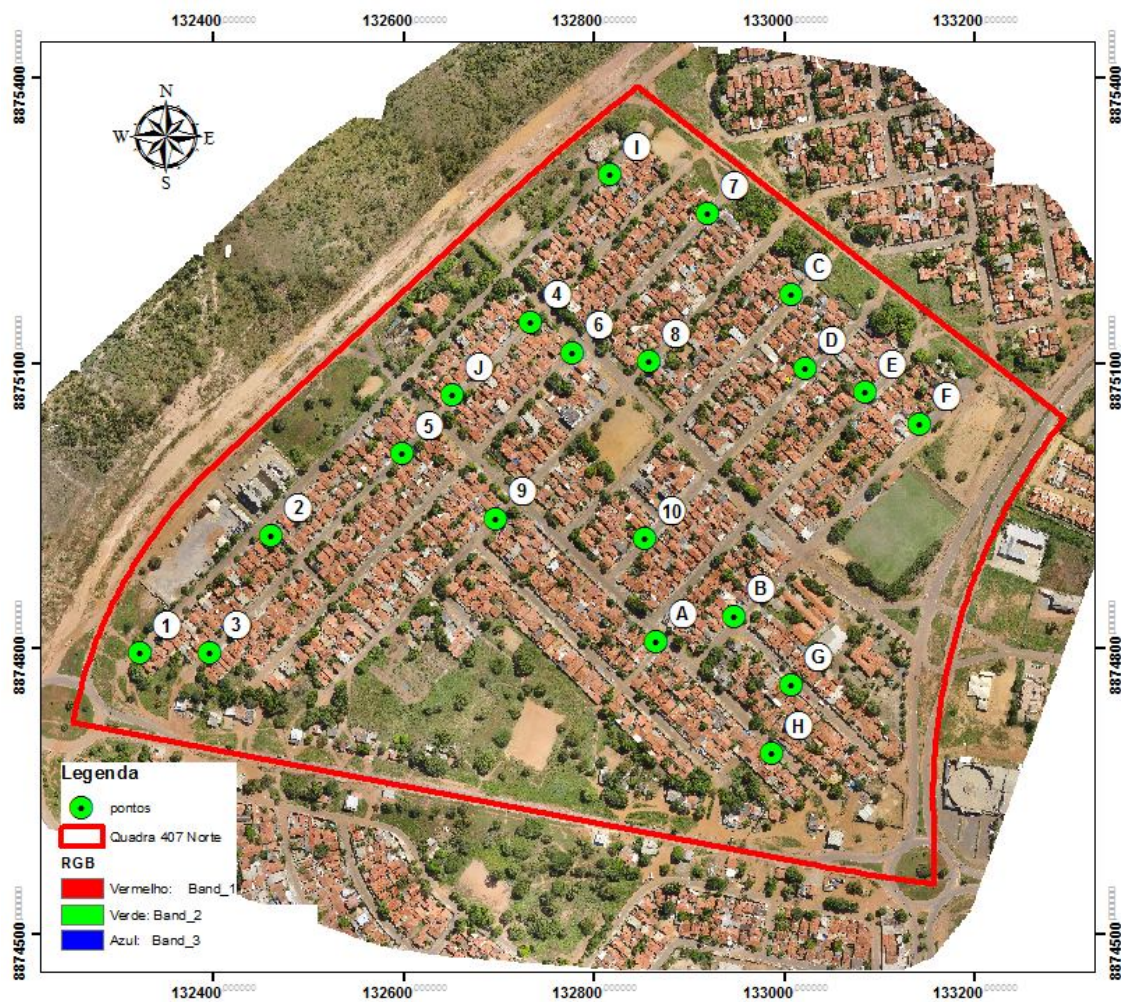 132400 132600 132800 133000 133200
8875400 8875400
N
W E
S
I
7
C
4
6
8
8875100 8875100
D
J
E
F
5
9
2
10
B
1
3
A
8874800 8874800
G
H
Legenda
pontos
Quadra 407 Norte
RGB
Vermelho: Band_1
Verde: Band_2
Azul: Band_3
8874500 8874500
132400 132600 132800 133000 133200